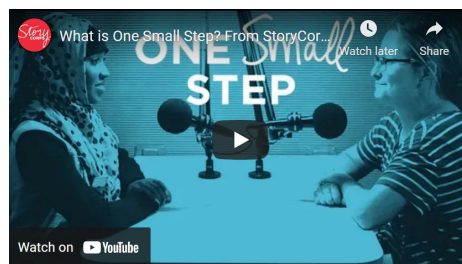 Story
CORPS
What is One Small Step? From StoryCor...
Watch later
Share
ONE Small
STEP
Watch on YouTube